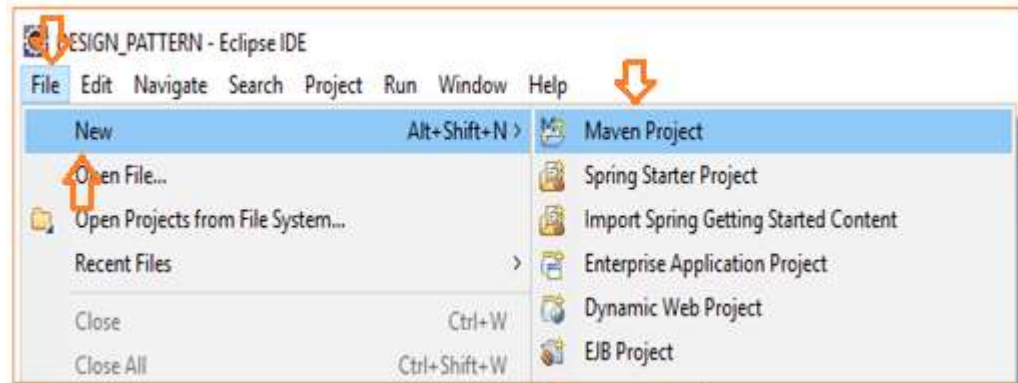 DESIGN_PATTERN - Eclipse IDE
File Edit Navigate Search Project Run Window Help
New Alt+Shift+N >
Open File...
Open Projects from File System...
Recent Files >
Close Ctrl+W
Close All Ctrl+Shift+W
Maven Project
Spring Starter Project
Import Spring Getting Started Content
Enterprise Application Project
Dynamic Web Project
EJB Project